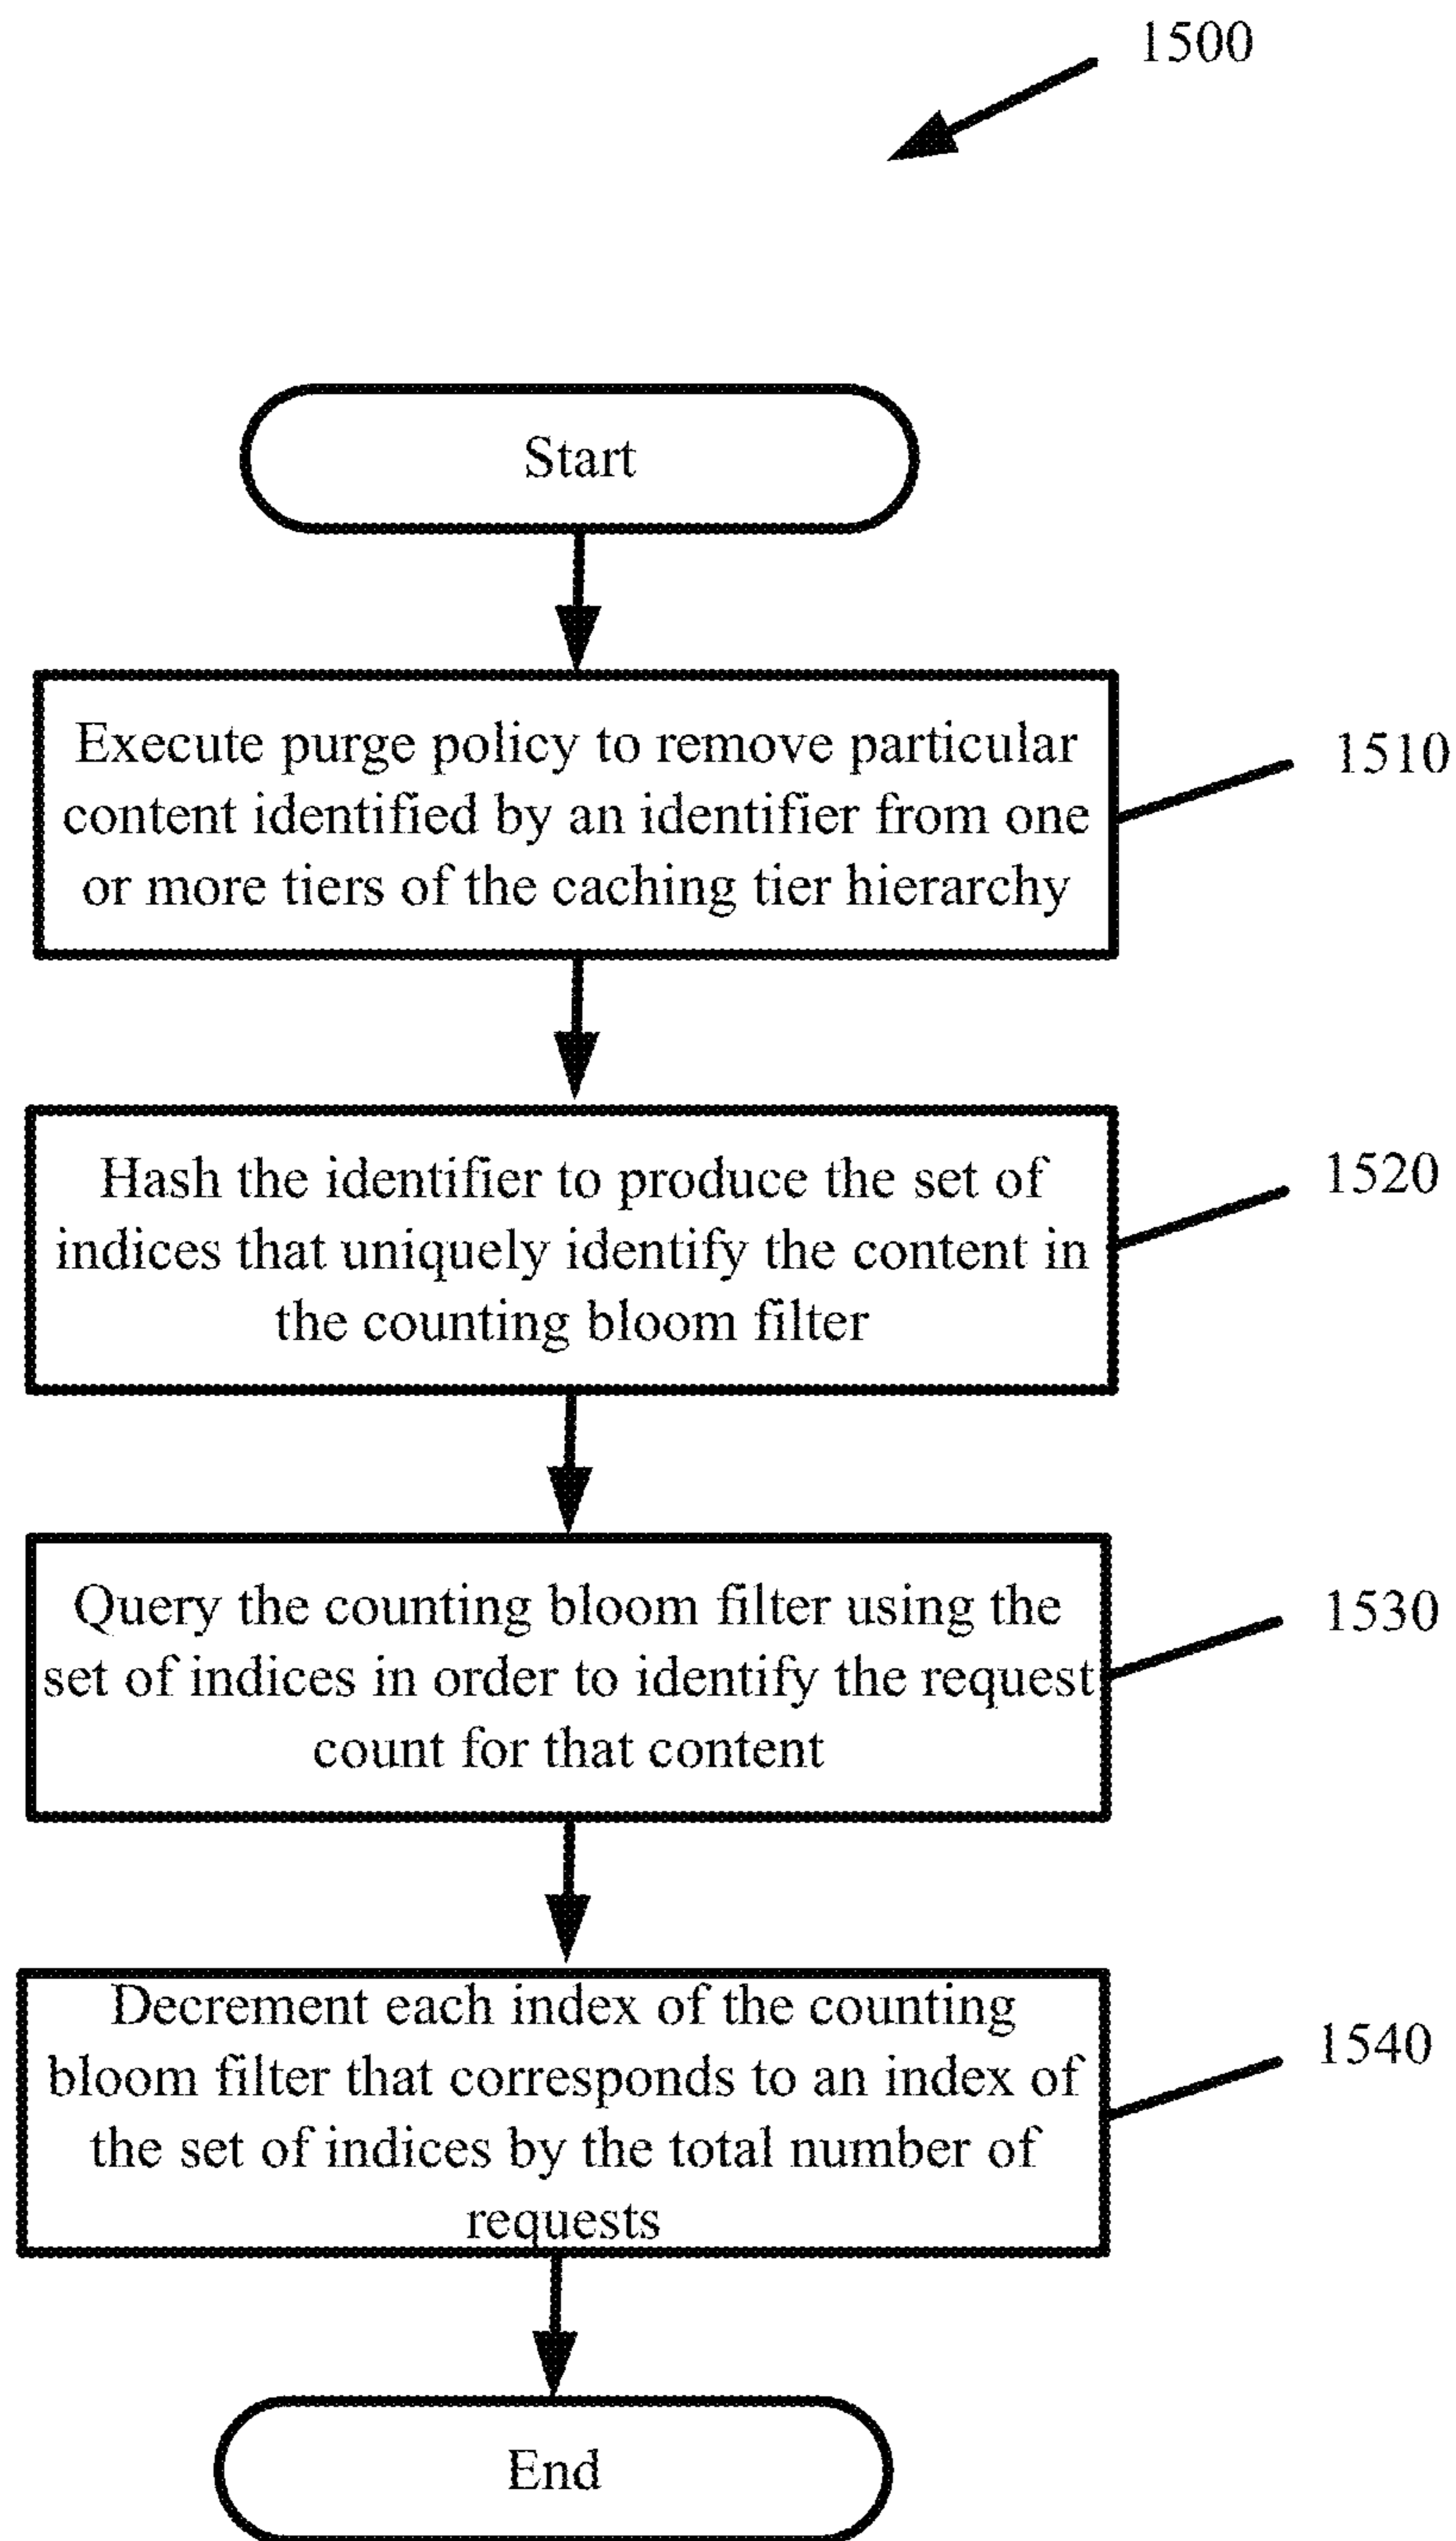 1500
Start
Execute purge policy to remove particular
content identified by an identifier from one
or more tiers of the caching tier hierarchy
1510
Hash the identifier to produce the set of
indices that uniquely identify the content in
the counting bloom filter
1520
Query the counting bloom filter using the
set of indices in order to identify the request
count for that content
1530
Decrement each index of the counting
bloom filter that corresponds to an index of
the set of indices by the total number of
requests
1540
End